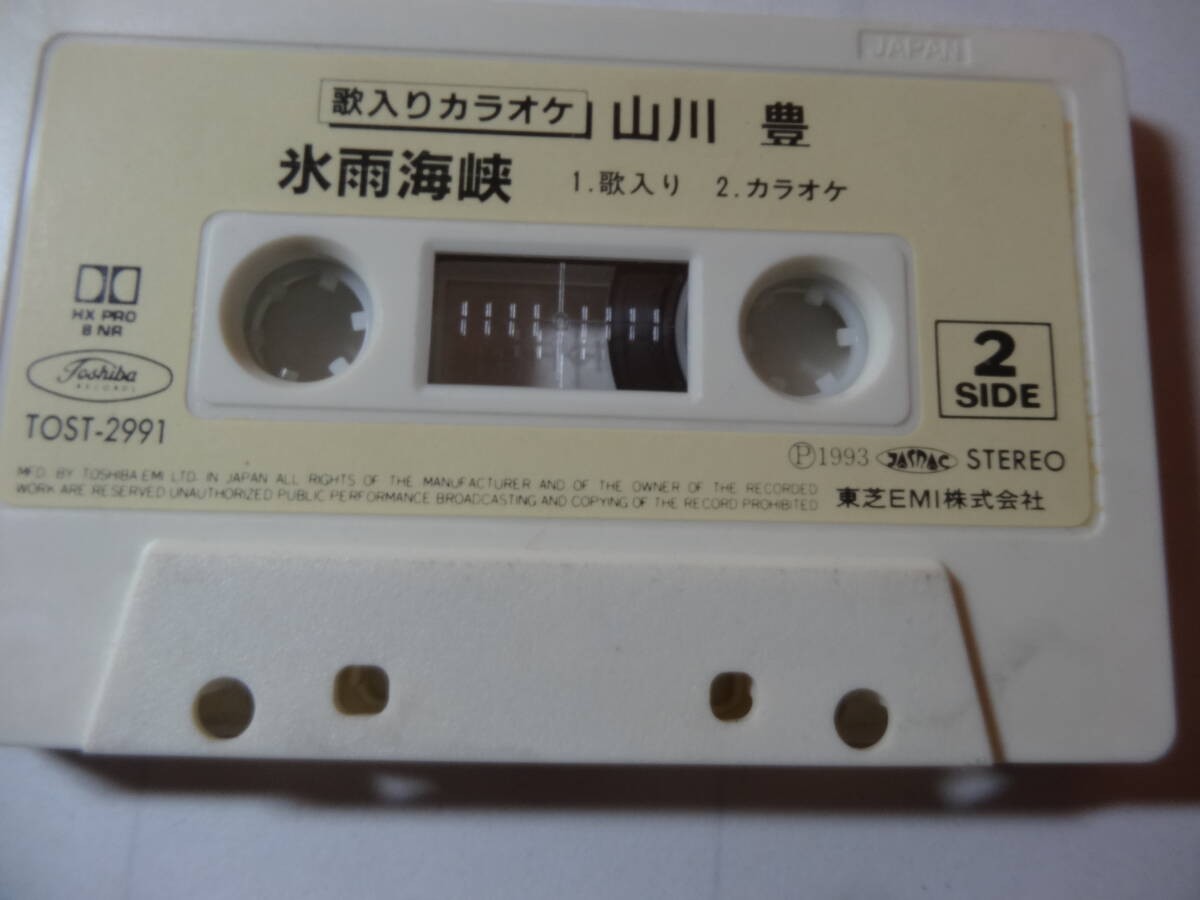 JAPAN
歌入りカラオケ 山川 豊
氷雨海峡 1.歌入り 2.カラオケ
HX PRO
B NR
Toshiba
RECORDS
TOST-2991
2
SIDE
Ⓟ1993 JASRAC STEREO
MFD. BY TOSHIBA EMI LTD. IN JAPAN ALL RIGHTS OF THE MANUFACTURER AND OF THE OWNER OF THE RECORDED
WORK ARE RESERVED UNAUTHORIZED PUBLIC PERFORMANCE BROADCASTING AND COPYING OF THE RECORD PROHIBITED
東芝EMI株式会社